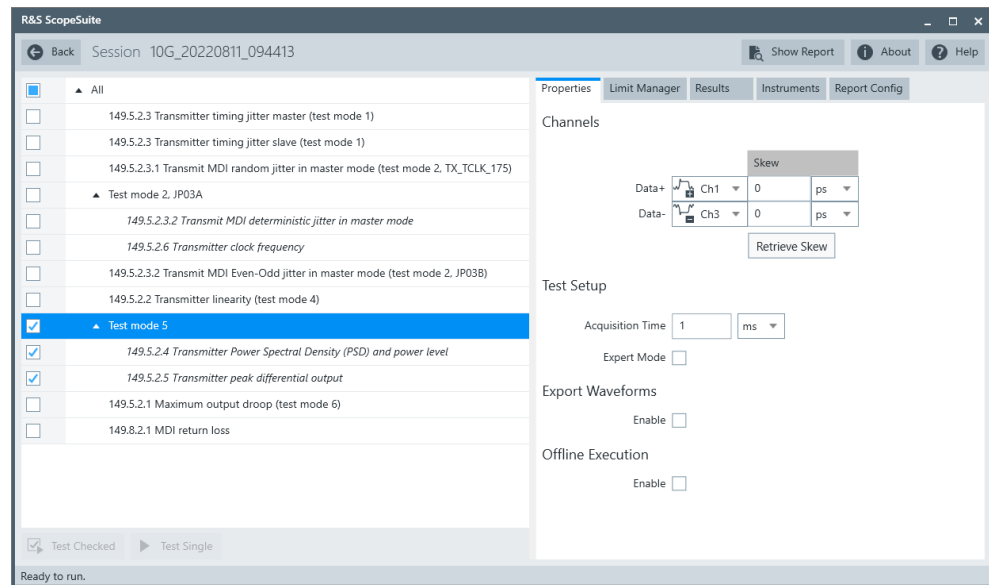 R&S ScopeSuite
Back Session 10G_20220811_094413 Show Report About Help
All
149.5.2.3 Transmitter timing jitter master (test mode 1)
149.5.2.3 Transmitter timing jitter slave (test mode 1)
149.5.2.3.1 Transmit MDI random jitter in master mode (test mode 2, TX_TCLK_175)
Test mode 2, JP03A
149.5.2.3.2 Transmit MDI deterministic jitter in master mode
149.5.2.6 Transmitter clock frequency
149.5.2.3.2 Transmit MDI Even-Odd jitter in master mode (test mode 2, JP03B)
149.5.2.2 Transmitter linearity (test mode 4)
Test mode 5
149.5.2.4 Transmitter Power Spectral Density (PSD) and power level
149.5.2.5 Transmitter peak differential output
149.5.2.1 Maximum output droop (test mode 6)
149.8.2.1 MDI return loss
Test Checked Test Single
Properties Limit Manager Results Instruments Report Config
Channels
Skew
Data+ Ch1 0 ps
Data- Ch3 0 ps
Retrieve Skew
Test Setup
Acquisition Time 1 ms
Expert Mode
Export Waveforms
Enable
Offline Execution
Enable
Ready to run.